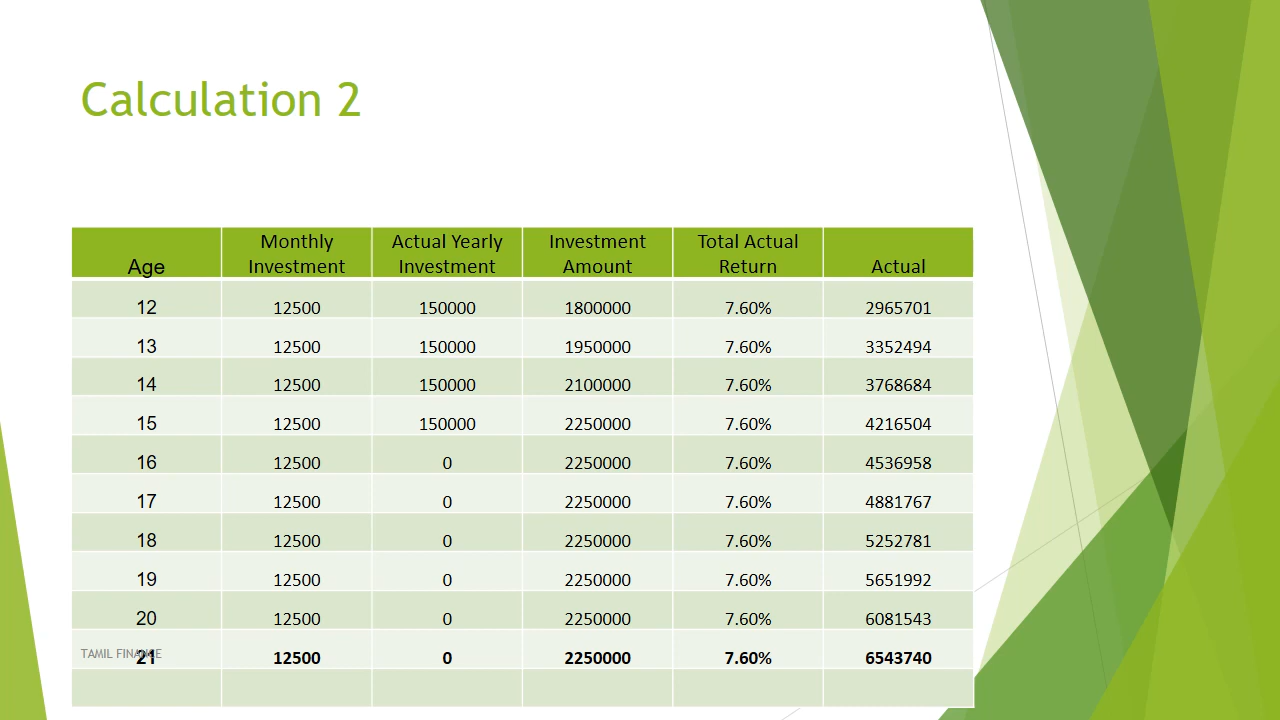 Calculation 2
Age Monthly Investment Actual Yearly Investment Investment Amount Total Actual Return Actual
12 12500 150000 1800000 7.60% 2965701
13 12500 150000 1950000 7.60% 3352494
14 12500 150000 2100000 7.60% 3768684
15 12500 150000 2250000 7.60% 4216504
16 12500 0 2250000 7.60% 4536958
17 12500 0 2250000 7.60% 4881767
18 12500 0 2250000 7.60% 5252781
19 12500 0 2250000 7.60% 5651992
20 12500 0 2250000 7.60% 6081543
21 12500 0 2250000 7.60% 6543740
TAMIL FINANCE